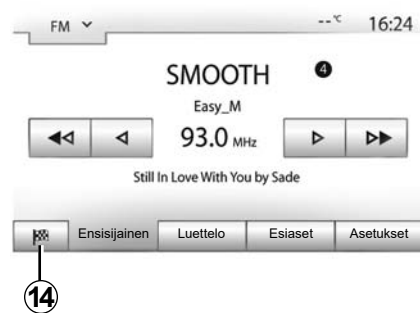 FM --°C 16:24
SMOOTH 4
Easy_M
93.0 MHz
Still In Love With You by Sade
Ensisijainen Luettelo Esiaset Asetukset
14